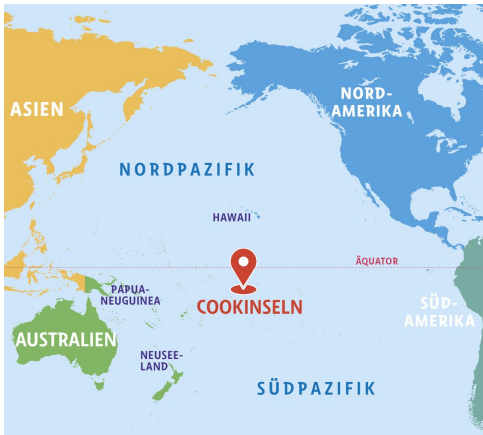 ASIEN
NORD-
AMERIKA
NORDPAZIFIK
HAWAII
ÄQUATOR
PAPUA-
NEUGUINEA
COOKINSELN
SÜD-
AMERIKA
AUSTRALIEN
NEUSEE-
LAND
SÜDPAZIFIK